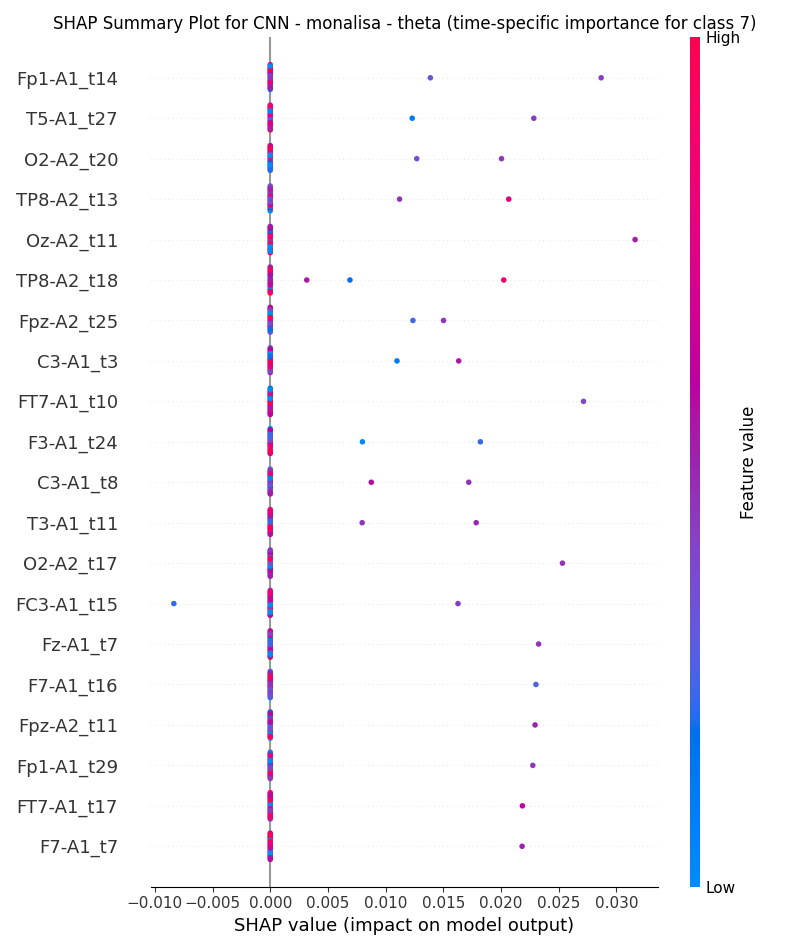 SHAP Summary Plot for CNN - monalisa - theta (time-specific importance for class 7)
High
Fp1-A1_t14
T5-A1_t27
O2-A2_t20
TP8-A2_t13
Oz-A2_t11
TP8-A2_t18
Fpz-A2_t25
C3-A1_t3
FT7-A1_t10
F3-A1_t24
C3-A1_t8
T3-A1_t11
O2-A2_t17
FC3-A1_t15
Fz-A1_t7
F7-A1_t16
Fpz-A2_t11
Fp1-A1_t29
FT7-A1_t17
F7-A1_t7
Feature value
Low
−0.010 −0.005 0.000 0.005 0.010 0.015 0.020 0.025 0.030
SHAP value (impact on model output)